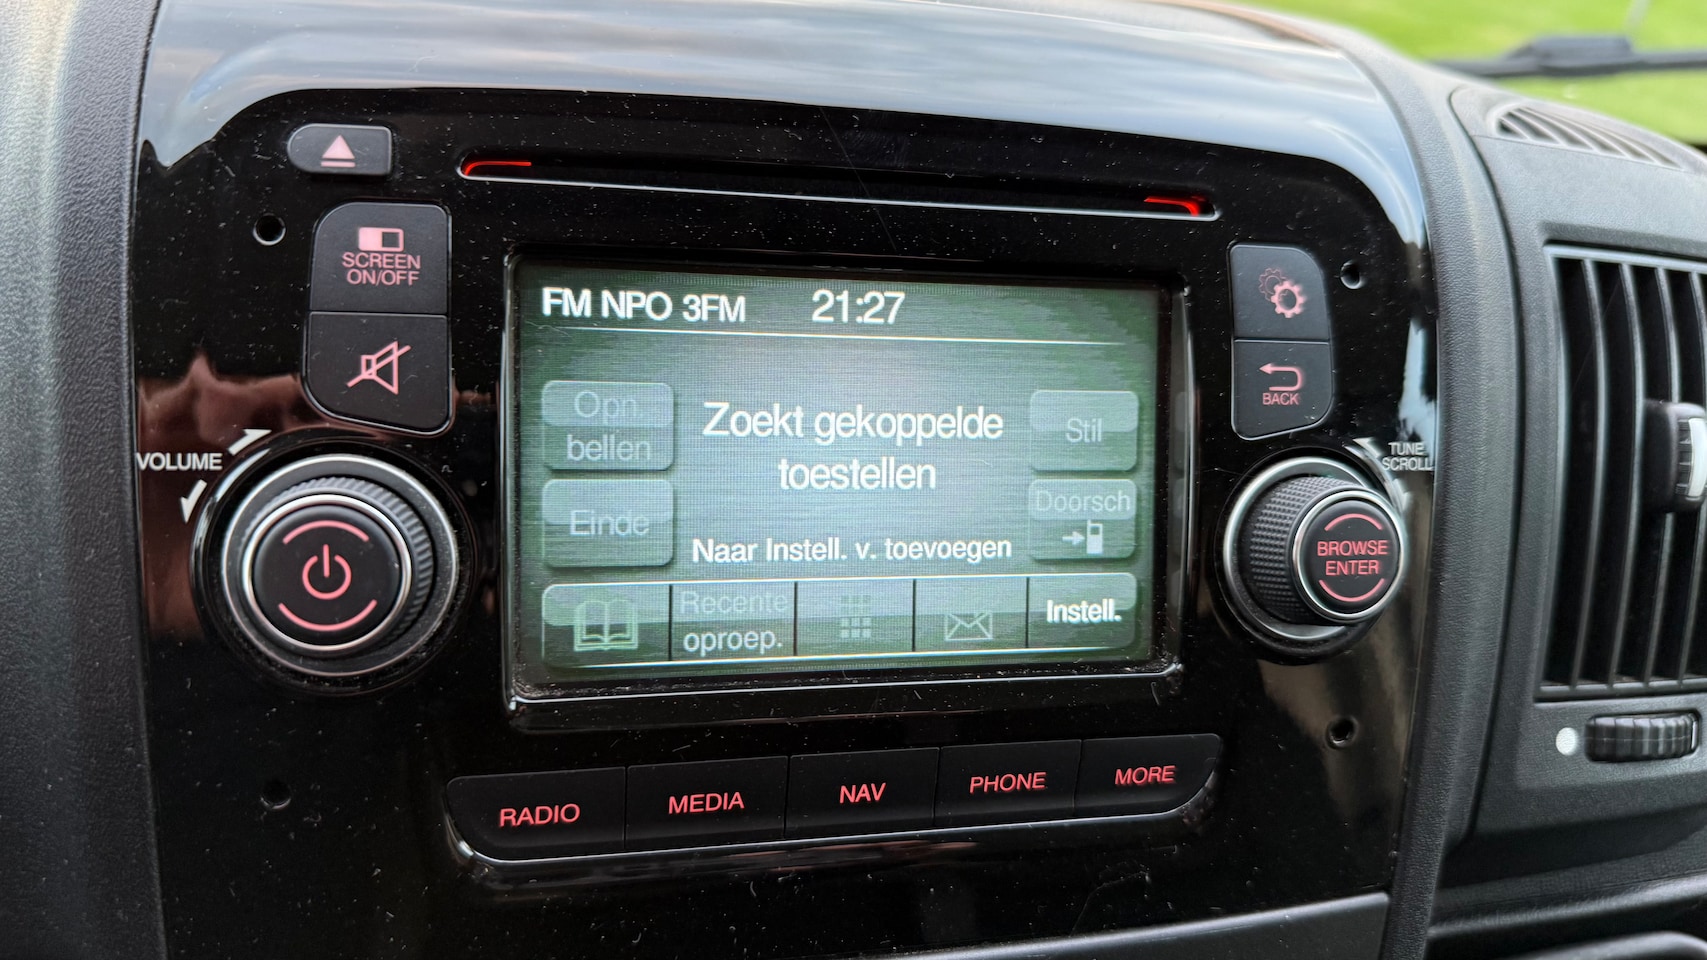 SCREEN
ON/OFF
VOLUME
FM NPO 3FM 21:27
Opn.
bellen
Zoekt gekoppelde
toestellen
Stil
Einde
Doorsch
Naar Instell. v. toevoegen
Recente
oproep.
Instell.
BACK
TUNE
SCROLL
BROWSE
ENTER
RADIO
MEDIA
NAV
PHONE
MORE